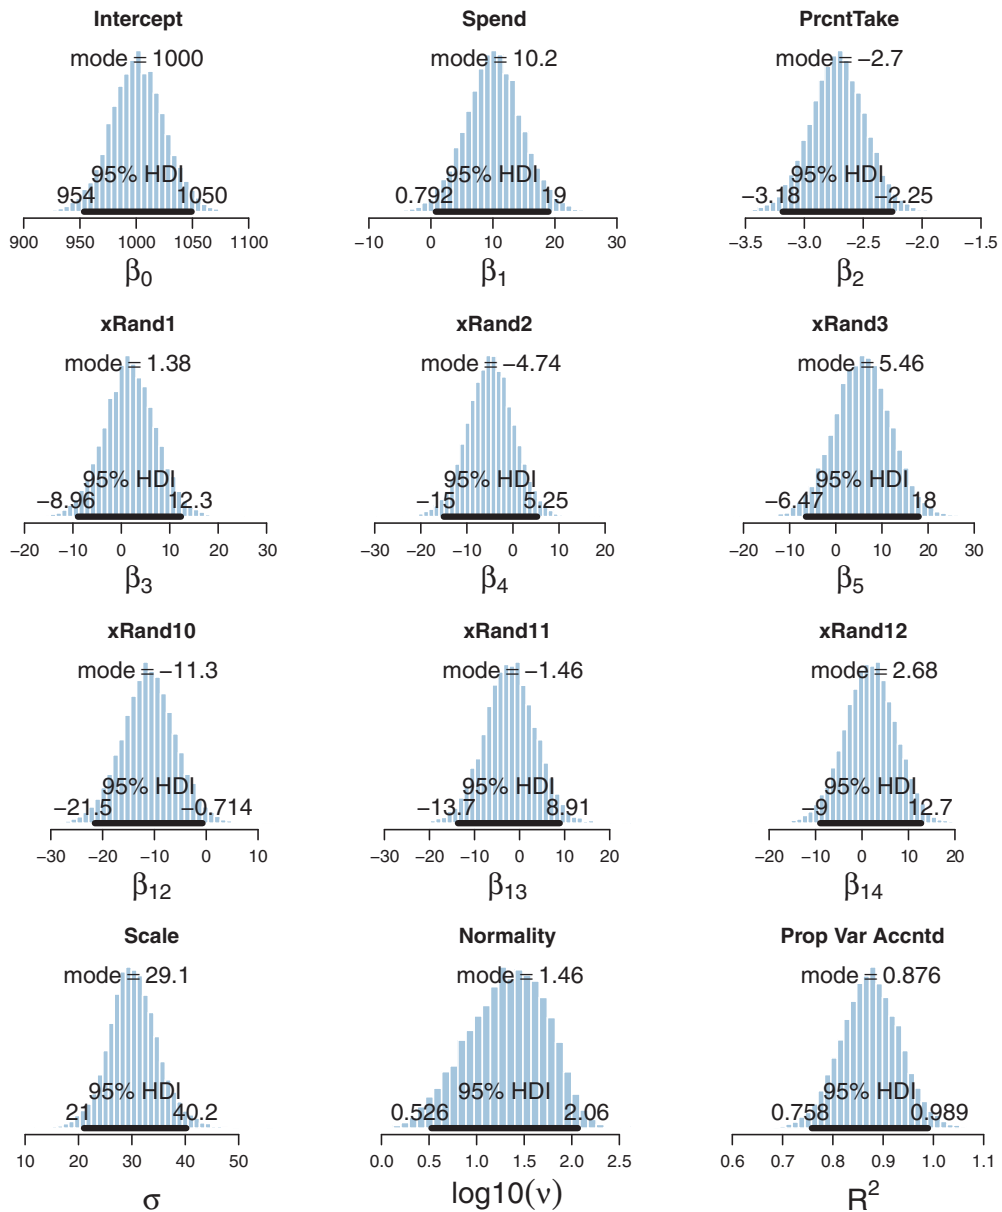 Intercept Spend PrcntTake
mode = 1000 mode = 10.2 mode = −2.7
95% HDI 95% HDI 95% HDI
954 1050 0.792 19 −3.18 −2.25
900 950 1000 1050 1100 −10 0 10 20 30 −3.5 −3.0 −2.5 −2.0 −1.5
β0 β1 β2
xRand1 xRand2 xRand3
mode = 1.38 mode = −4.74 mode = 5.46
95% HDI 95% HDI 95% HDI
−8.96 12.3 −15 5.25 −6.47 18
−20 −10 0 10 20 30 −30 −20 −10 0 10 20 −20 −10 0 10 20 30
β3 β4 β5
xRand10 xRand11 xRand12
mode = −11.3 mode = −1.46 mode = 2.68
95% HDI 95% HDI 95% HDI
−21.5 −0.714 −13.7 8.91 −9 12.7
−30 −20 −10 0 10 −30 −20 −10 0 10 20 −20 −10 0 10 20
β12 β13 β14
Scale Normality Prop Var Accntd
mode = 29.1 mode = 1.46 mode = 0.876
95% HDI 95% HDI 95% HDI
21 40.2 0.526 2.06 0.758 0.989
10 20 30 40 50 0.0 0.5 1.0 1.5 2.0 2.5 0.6 0.7 0.8 0.9 1.0 1.1
σ log10(ν) R²